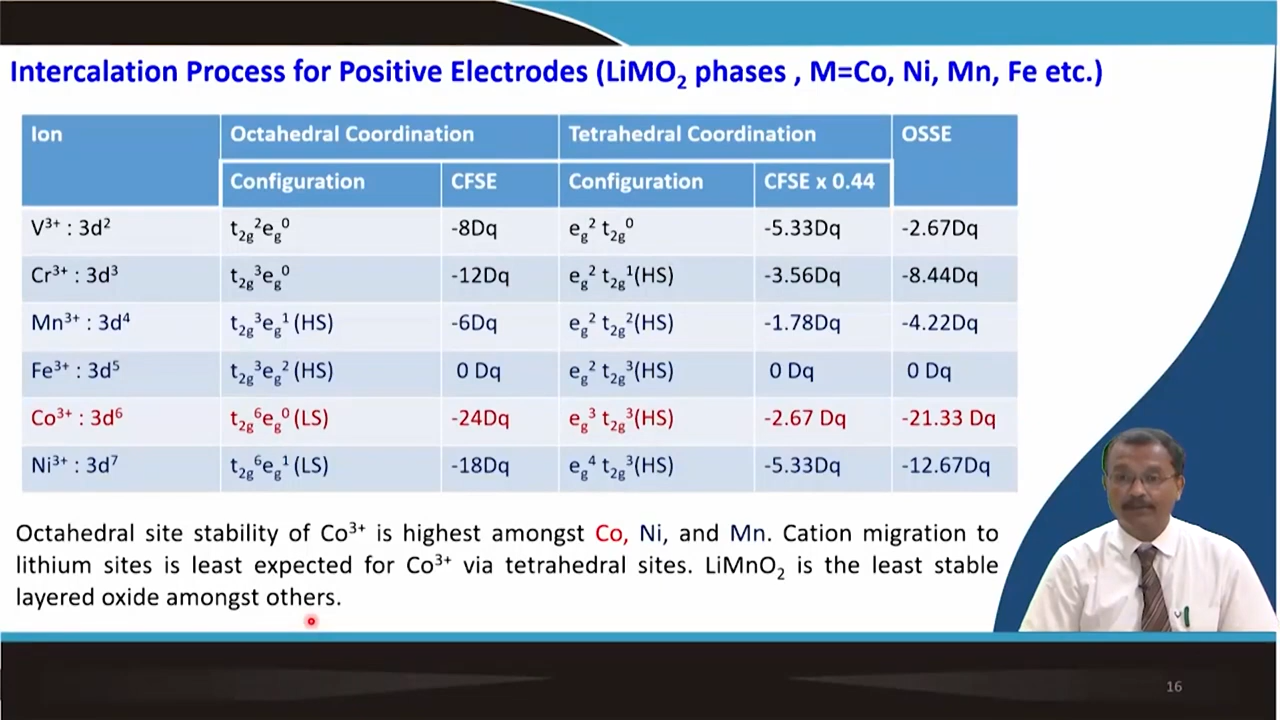 Intercalation Process for Positive Electrodes (LiMO₂ phases , M=Co, Ni, Mn, Fe etc.)
Ion Octahedral Coordination Tetrahedral Coordination OSSE
Configuration CFSE Configuration CFSE x 0.44
V³⁺ : 3d² t₂g²eg⁰ -8Dq eg² t₂g⁰ -5.33Dq -2.67Dq
Cr³⁺ : 3d³ t₂g³eg⁰ -12Dq eg² t₂g¹(HS) -3.56Dq -8.44Dq
Mn³⁺ : 3d⁴ t₂g³eg¹ (HS) -6Dq eg² t₂g²(HS) -1.78Dq -4.22Dq
Fe³⁺ : 3d⁵ t₂g³eg² (HS) 0 Dq eg² t₂g³(HS) 0 Dq 0 Dq
Co³⁺ : 3d⁶ t₂g⁶eg⁰ (LS) -24Dq eg³ t₂g³(HS) -2.67 Dq -21.33 Dq
Ni³⁺ : 3d⁷ t₂g⁶eg¹ (LS) -18Dq eg⁴ t₂g³(HS) -5.33Dq -12.67Dq
Octahedral site stability of Co³⁺ is highest amongst Co, Ni, and Mn. Cation migration to
lithium sites is least expected for Co³⁺ via tetrahedral sites. LiMnO₂ is the least stable
layered oxide amongst others.
16